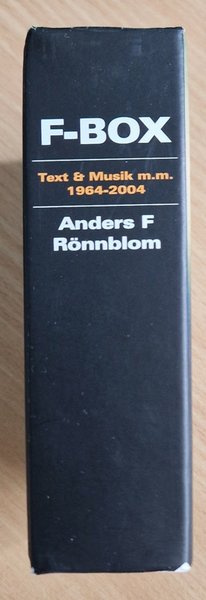 F-BOX
Text & Musik m.m.
1964-2004
Anders F
Rönnblom